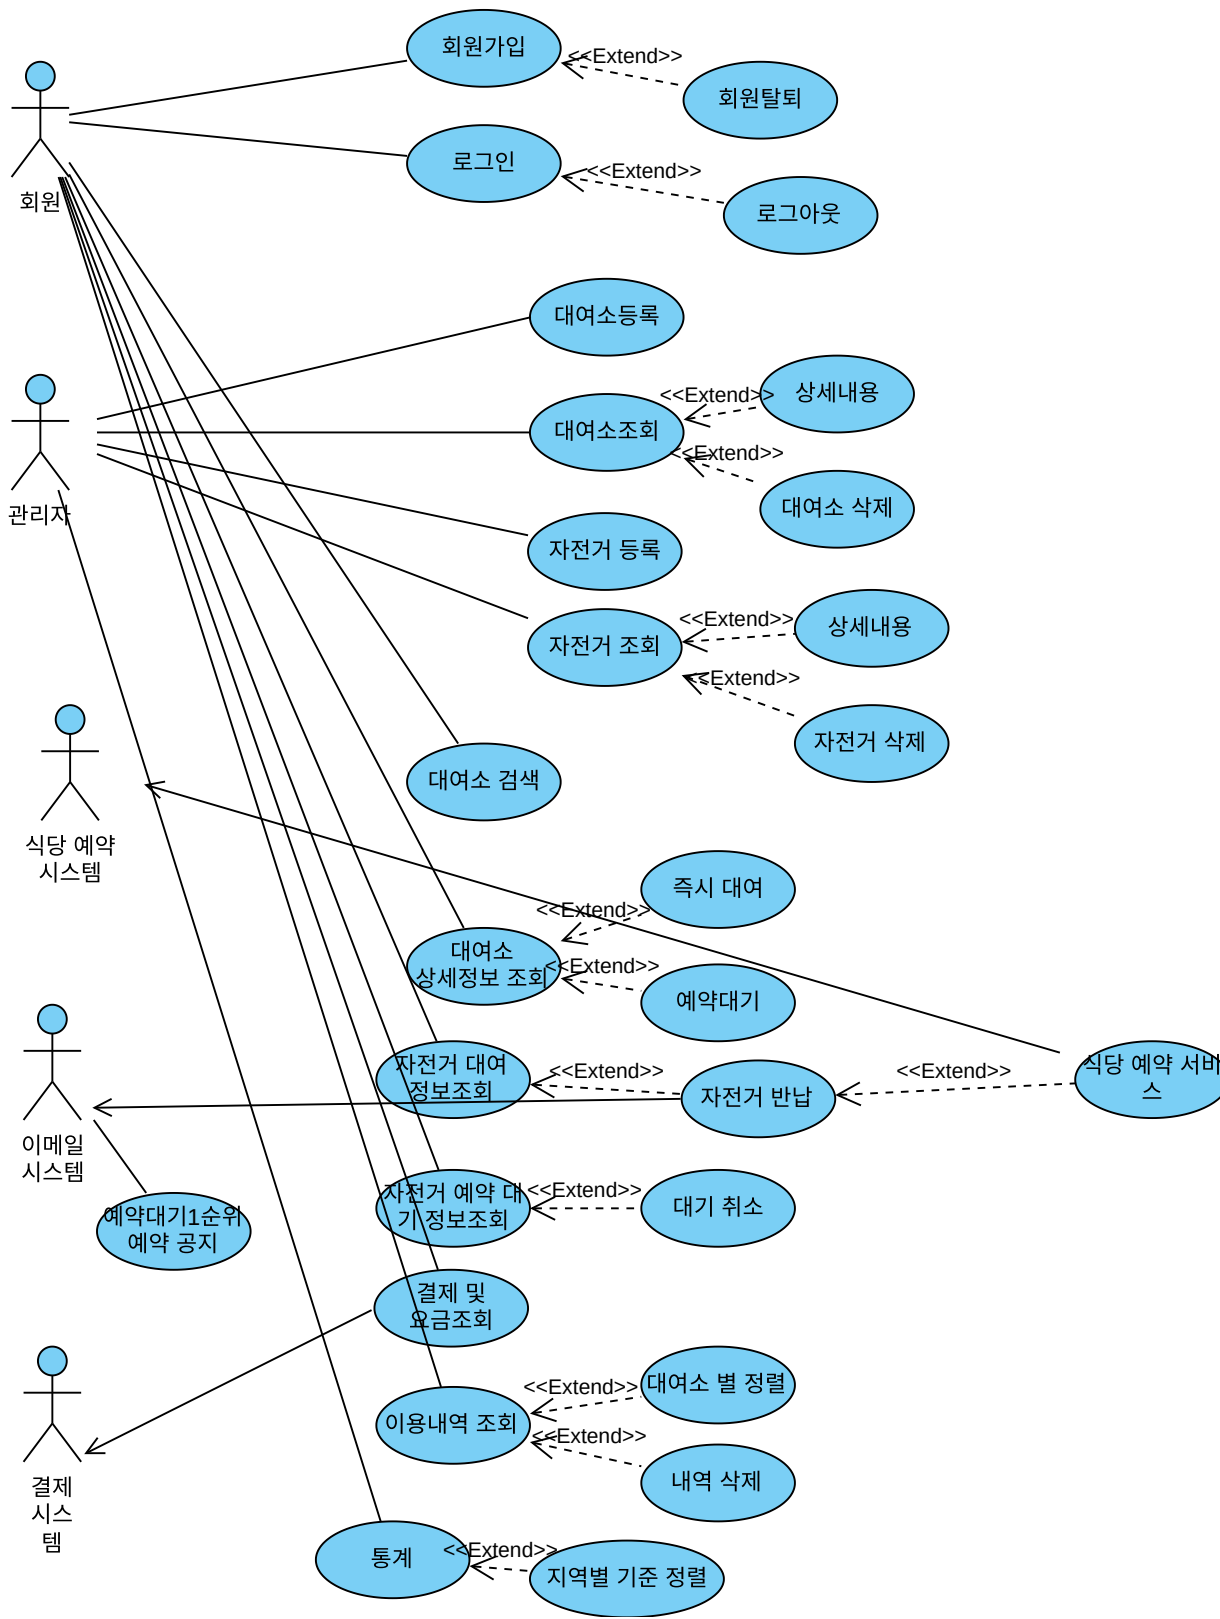 회원가입
<<Extend>>
회원탈퇴
로그인
<<Extend>>
로그아웃
회원
대여소등록
<<Extend>>
상세내용
대여소조회
<<Extend>>
대여소 삭제
관리자
자전거 등록
<<Extend>>
상세내용
자전거 조회
<<Extend>>
자전거 삭제
대여소 검색
식당 예약
시스템
즉시 대여
<<Extend>>
대여소
상세정보 조회
<<Extend>>
예약대기
자전거 대여
정보조회
<<Extend>>
자전거 반납
<<Extend>>
식당 예약 서비
스
이메일
시스템
예약대기1순위
예약 공지
자전거 예약 대
기 정보조회
<<Extend>>
대기 취소
결제 및
요금조회
<<Extend>>
대여소 별 정렬
이용내역 조회
<<Extend>>
내역 삭제
결제
시스
템
통계
<<Extend>>
지역별 기준 정렬